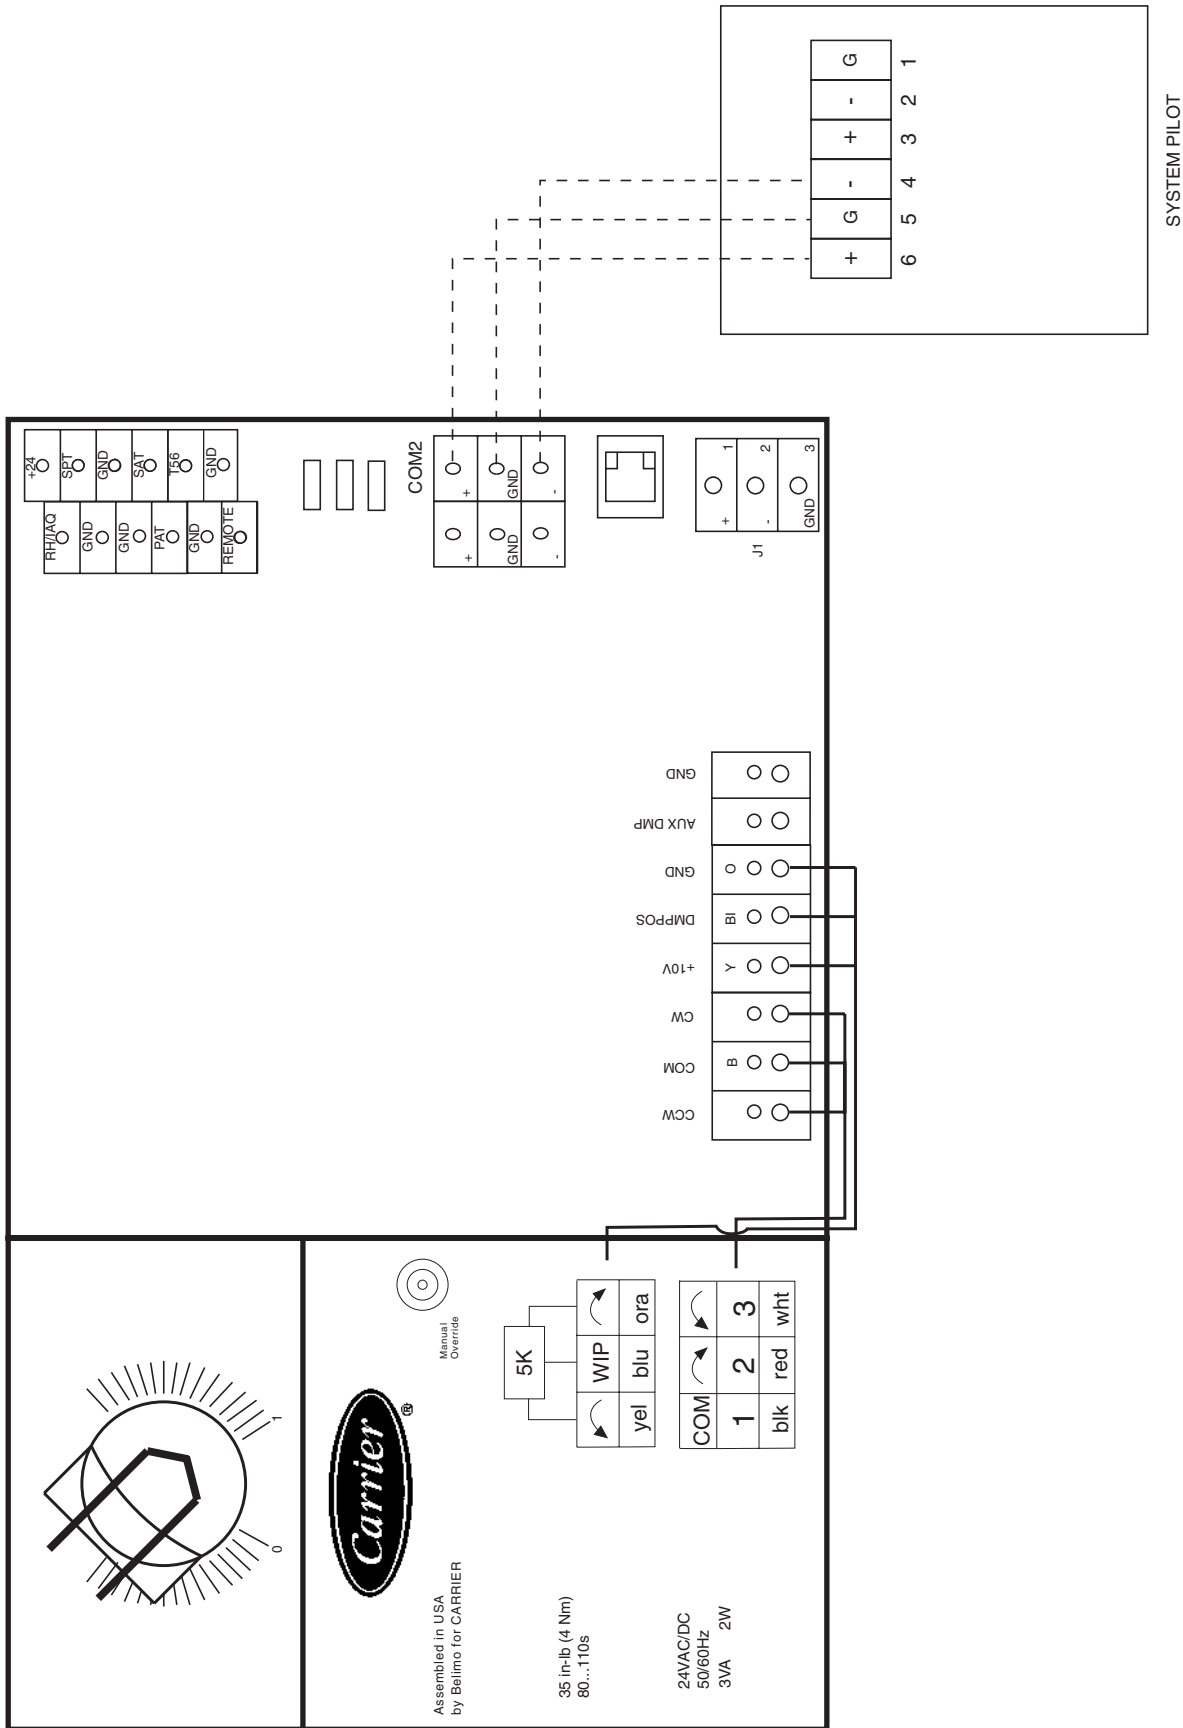 G
1
-
2
+
3
-
4
G
5
+
6
SYSTEM PILOT
+24
SPT
GND
SAT
T56
GND
RH/IAQ
GND
GND
PAT
GND
REMOTE
COM2
+
GND
-
+
GND
-
+
1
-
2
GND
3
J1
GND
AUX DMP
GND
O
DMPPOS
Bl
+10V
Y
CW
COM
B
CCW
1
0
Manual
Override
Carrier
®
Assembled in USA
by Belimo for CARRIER
35 in-lb (4 Nm)
80...110s
24VAC/DC
50/60Hz
3VA 2W
5K
WIP
yel blu ora
COM
1 2 3
blk red wht